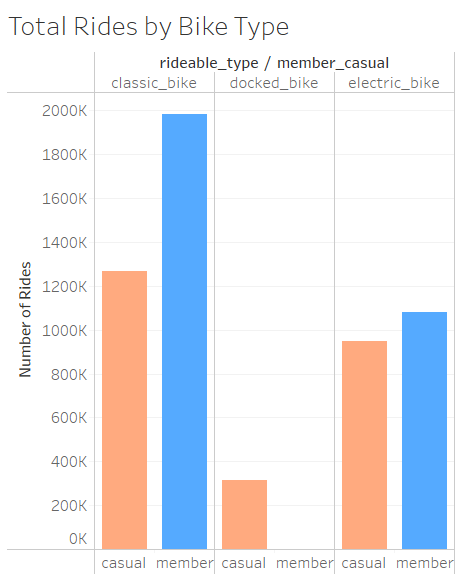 Total Rides by Bike Type
rideable_type / member_casual
classic_bike docked_bike electric_bike
Number of Rides
2000K
1800K
1600K
1400K
1200K
1000K
800K
600K
400K
200K
0K
casual member casual member casual member